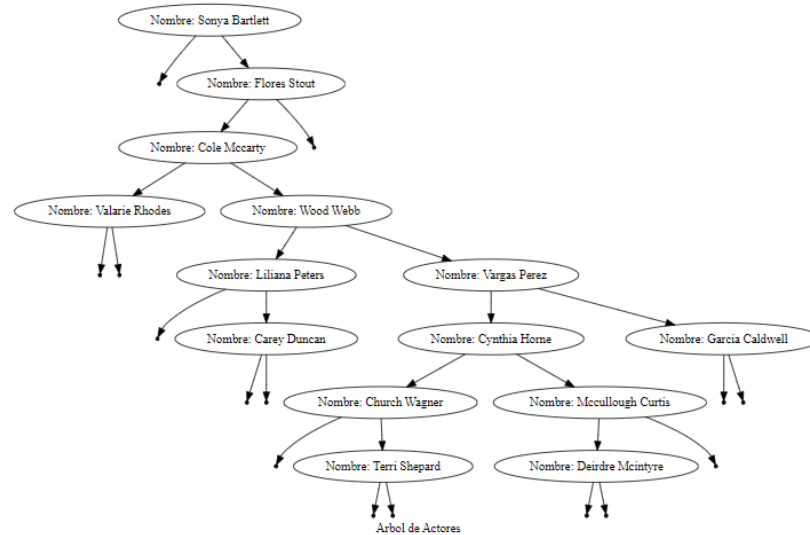 Nombre: Sonya Bartlett
Nombre: Flores Stout
Nombre: Cole Mccarty
Nombre: Valarie Rhodes
Nombre: Wood Webb
Nombre: Liliana Peters
Nombre: Vargas Perez
Nombre: Carey Duncan
Nombre: Cynthia Horne
Nombre: Garcia Caldwell
Nombre: Church Wagner
Nombre: Mccullough Curtis
Nombre: Terri Shepard
Nombre: Deirdre Mcintyre
Arbol de Actores